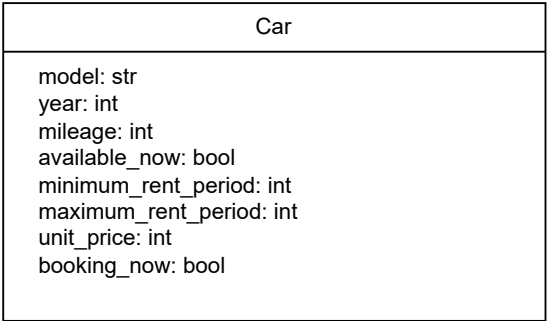 Car
model: str
year: int
mileage: int
available_now: bool
minimum_rent_period: int
maximum_rent_period: int
unit_price: int
booking_now: bool